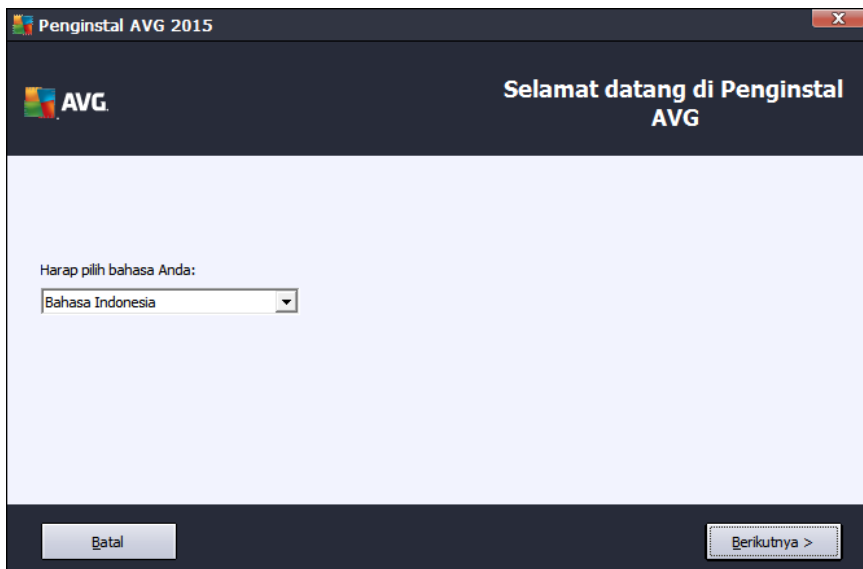 Penginstal AVG 2015
AVG.
Selamat datang di Penginstal
AVG
Harap pilih bahasa Anda:
Bahasa Indonesia
Batal
Berikutnya >